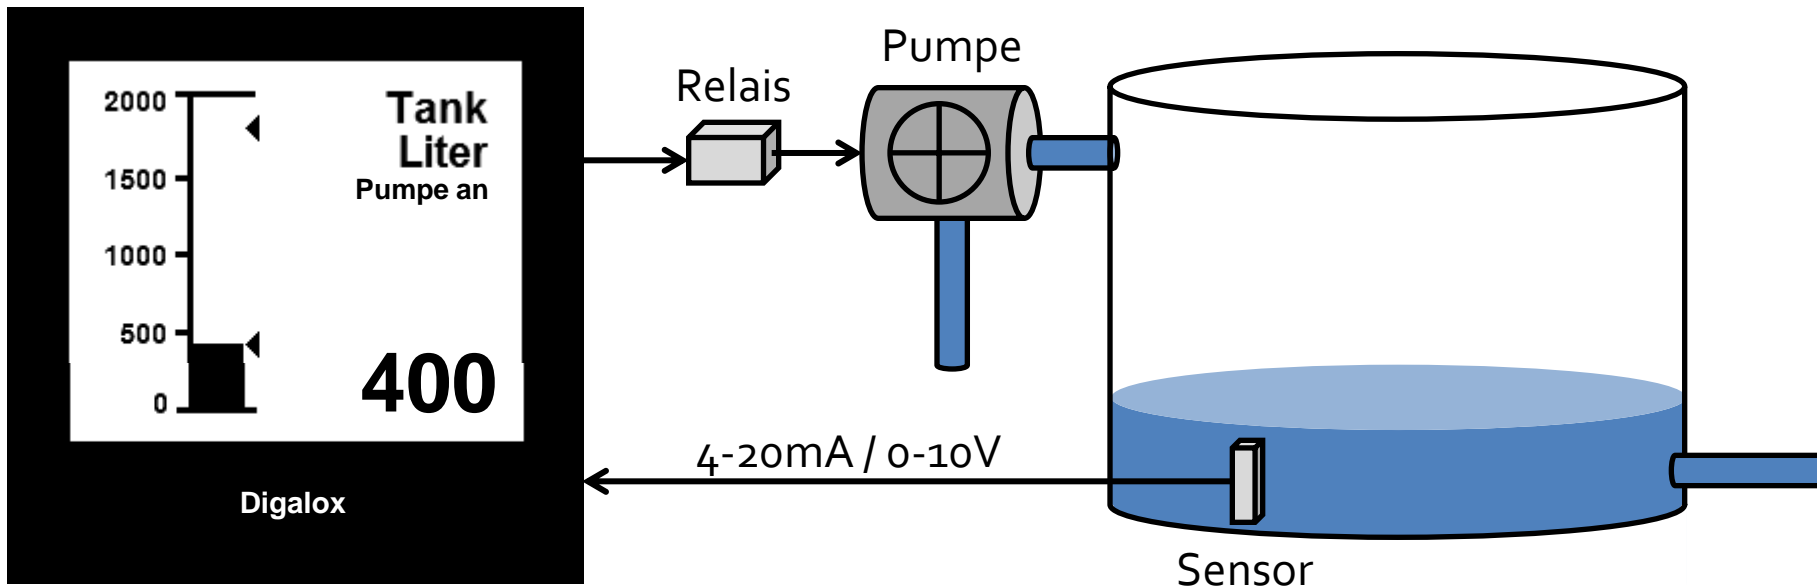 2000
1500
1000
500
0
Tank
Liter
Pumpe an
400
Digalox
Relais
Pumpe
4-20mA / 0-10V
Sensor